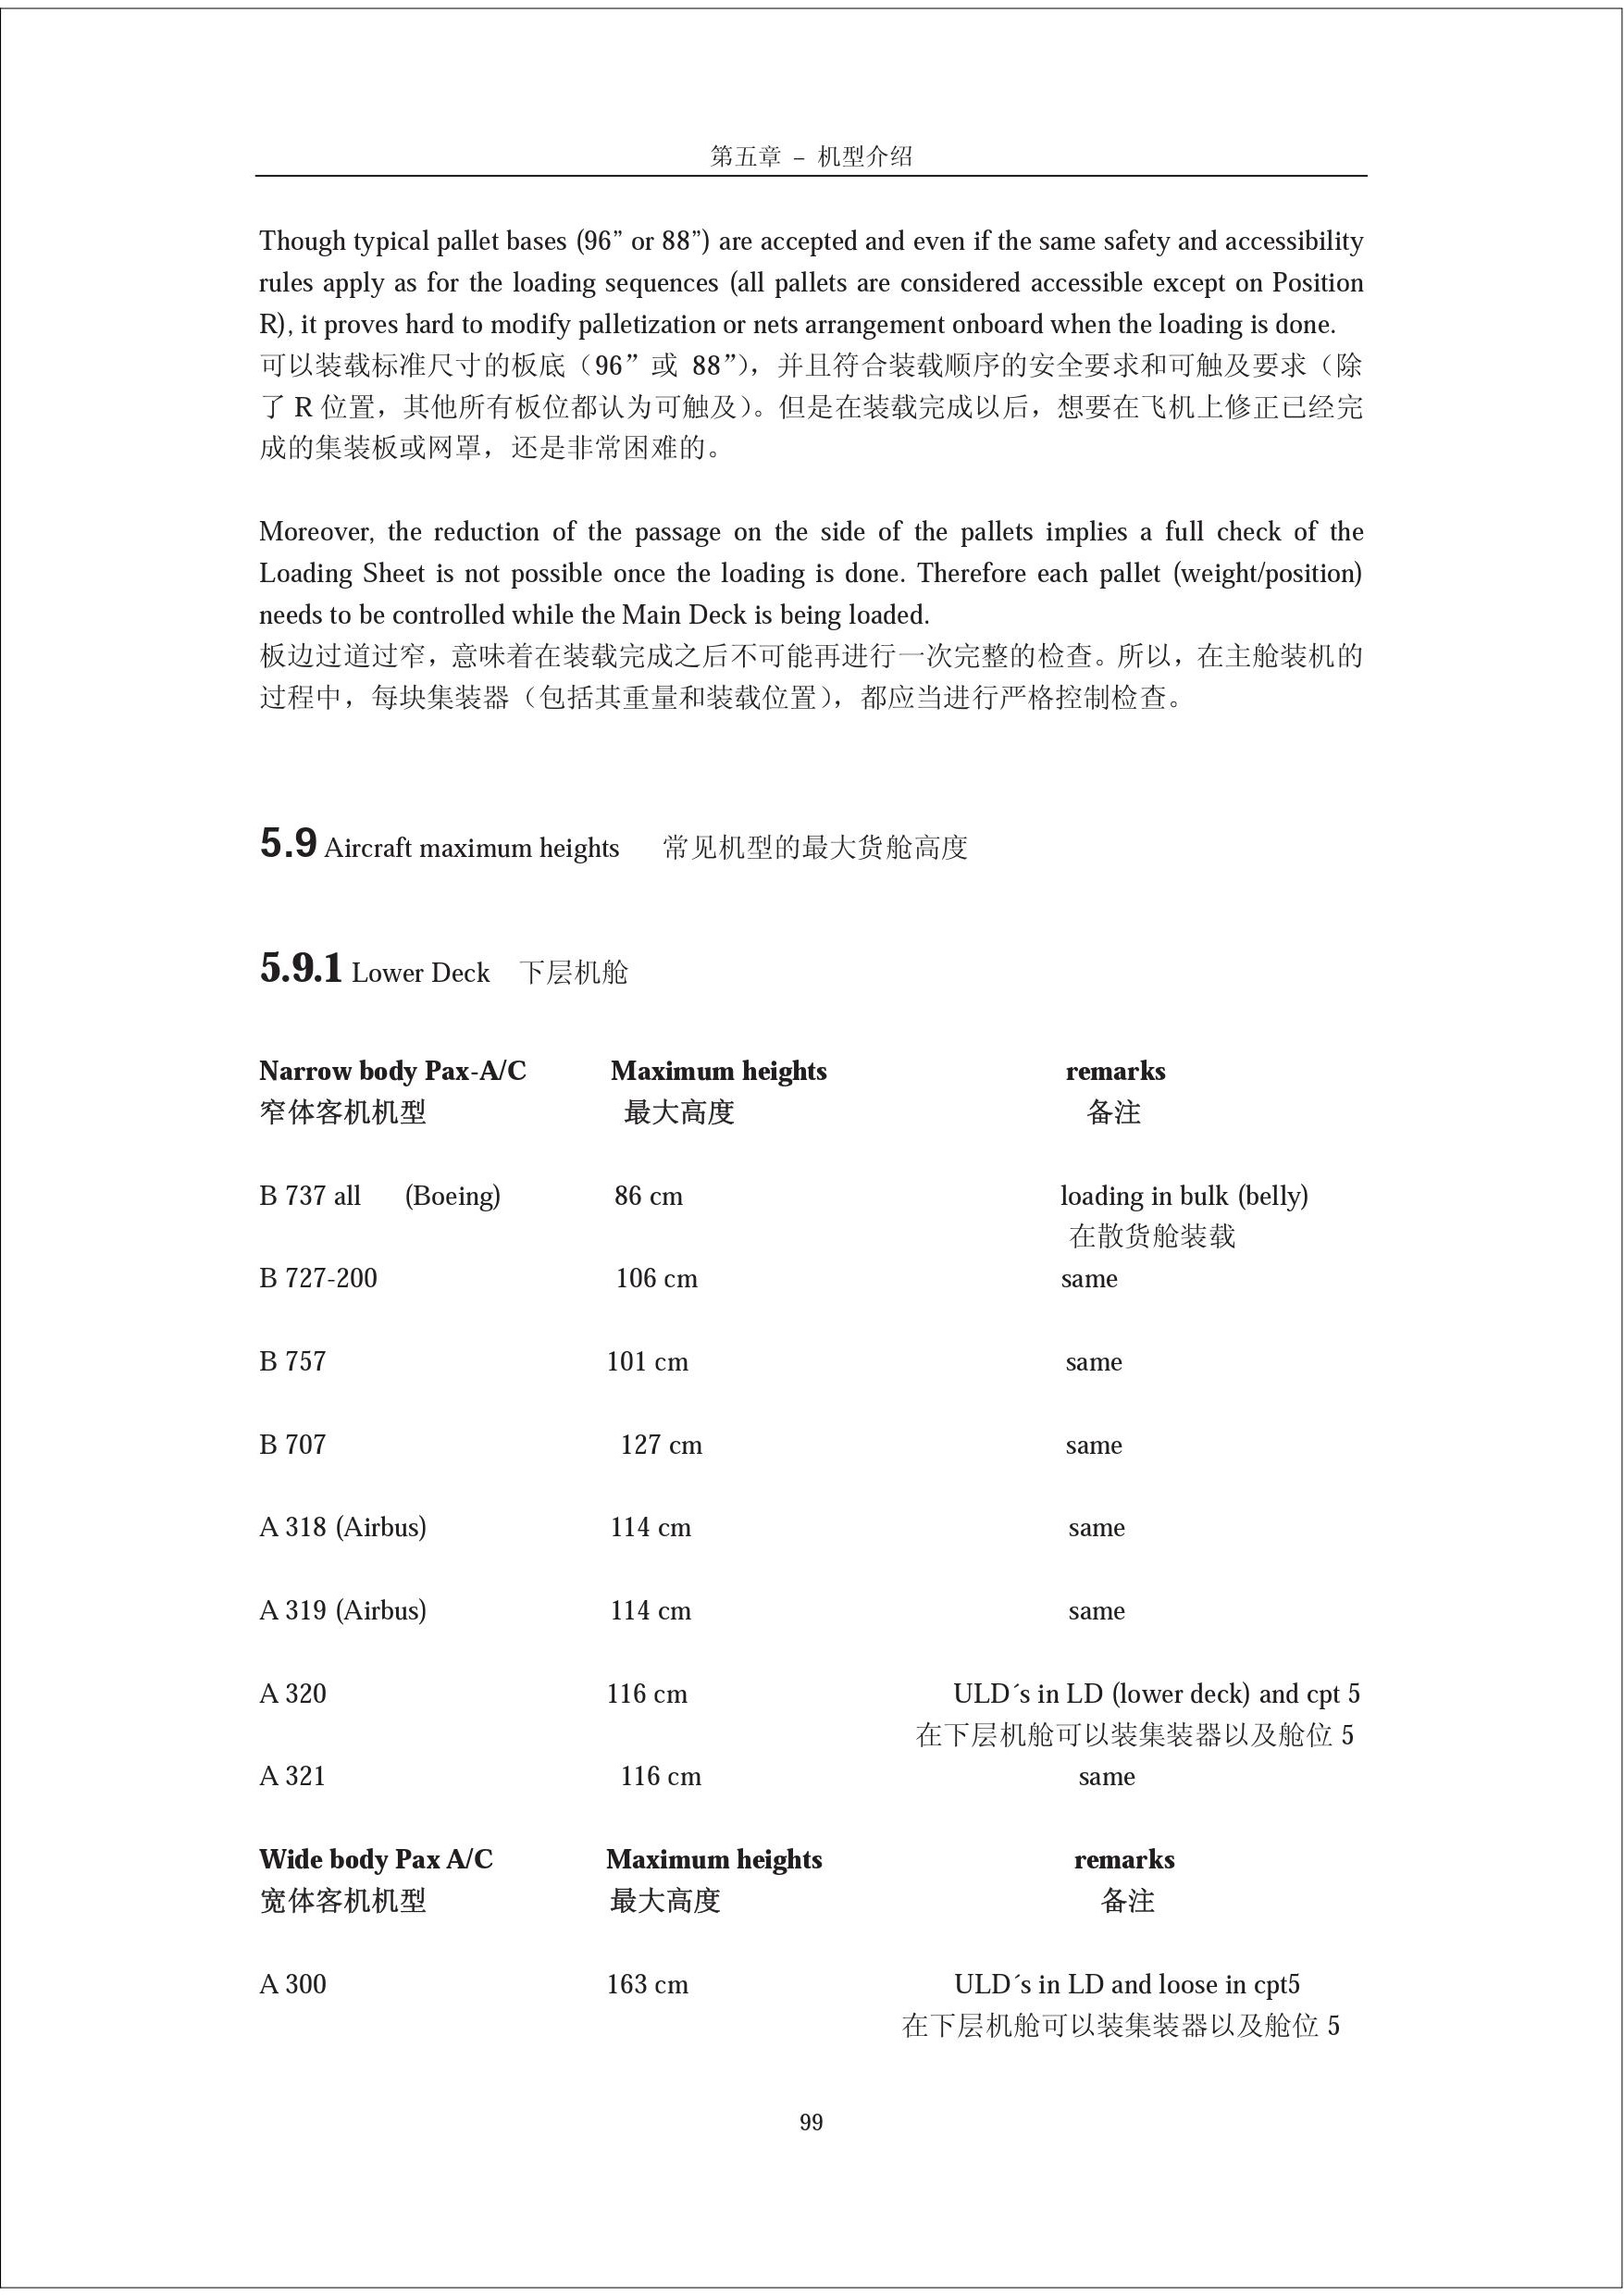 第五章 – 机型介绍
Though typical pallet bases (96” or 88”) are accepted and even if the same safety and accessibility
rules apply as for the loading sequences (all pallets are considered accessible except on Position
R), it proves hard to modify palletization or nets arrangement onboard when the loading is done.
可以装载标准尺寸的板底（96”或 88”），并且符合装载顺序的安全要求和可触及要求（除
了 R 位置，其他所有板位都认为可触及）。但是在装载完成以后，想要在飞机上修正已经完
成的集装板或网罩，还是非常困难的。
Moreover, the reduction of the passage on the side of the pallets implies a full check of the
Loading Sheet is not possible once the loading is done. Therefore each pallet (weight/position)
needs to be controlled while the Main Deck is being loaded.
板边过道过窄，意味着在装载完成之后不可能再进行一次完整的检查。所以，在主舱装机的
过程中，每块集装器（包括其重量和装载位置），都应当进行严格控制检查。
5.9 Aircraft maximum heights 常见机型的最大货舱高度
5.9.1 Lower Deck 下层机舱
Narrow body Pax-A/C Maximum heights remarks
窄体客机机型 最大高度 备注
B 737 all (Boeing) 86 cm loading in bulk (belly)
在散货舱装载
B 727-200 106 cm same
B 757 101 cm same
B 707 127 cm same
A 318 (Airbus) 114 cm same
A 319 (Airbus) 114 cm same
A 320 116 cm ULD´s in LD (lower deck) and cpt 5
在下层机舱可以装集装器以及舱位 5
A 321 116 cm same
Wide body Pax A/C Maximum heights remarks
宽体客机机型 最大高度 备注
A 300 163 cm ULD´s in LD and loose in cpt5
在下层机舱可以装集装器以及舱位 5
99